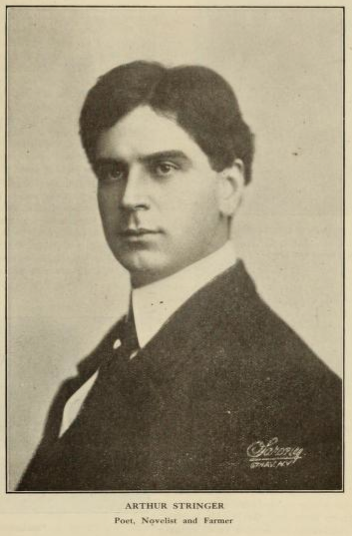 Sarony
ARTHUR STRINGER
Poet, Novelist and Farmer